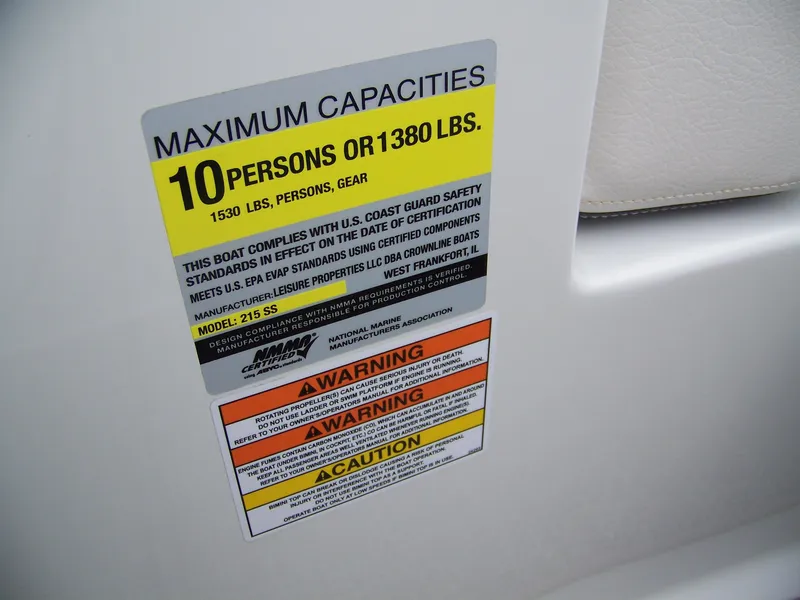 MAXIMUM CAPACITIES
10 PERSONS OR 1380 LBS.
1530 LBS, PERSONS, GEAR
THIS BOAT COMPLIES WITH U.S. COAST GUARD SAFETY
STANDARDS IN EFFECT ON THE DATE OF CERTIFICATION
MEETS U.S. EPA EVAP STANDARDS USING CERTIFIED COMPONENTS
MANUFACTURER: LEISURE PROPERTIES LLC DBA CROWNLINE BOATS
WEST FRANKFORT, IL
MODEL: 215 SS
DESIGN COMPLIANCE WITH NMMA REQUIREMENTS IS VERIFIED.
MANUFACTURER RESPONSIBLE FOR PRODUCTION CONTROL.
NMMA
CERTIFIED
NATIONAL MARINE
MANUFACTURERS ASSOCIATION
WARNING
ROTATING PROPELLER(S) CAN CAUSE SERIOUS INJURY OR DEATH.
DO NOT USE LADDER OR SWIM PLATFORM IF ENGINE IS RUNNING.
REFER TO YOUR OWNER'S/OPERATORS MANUAL FOR ADDITIONAL INFORMATION.
WARNING
ENGINE FUMES CONTAIN CARBON MONOXIDE (CO), WHICH CAN ACCUMULATE IN AND AROUND
THE BOAT (UNDER BIMINI, IN COCKPIT, ETC.) CO CAN BE HARMFUL OR FATAL IF INHALED.
KEEP ALL PASSENGER AREAS WELL VENTILATED WHENEVER RUNNING ENGINE(S).
REFER TO YOUR OWNER'S/OPERATORS MANUAL FOR ADDITIONAL INFORMATION.
CAUTION
BIMINI TOP CAN BREAK OR DISLODGE CAUSING A RISK OF PERSONAL
INJURY OR INTERFERENCE WITH THE BOAT OPERATION.
DO NOT USE BIMINI TOP AS A SUPPORT.
OPERATE BOAT ONLY AT LOW SPEEDS IF BIMINI TOP IS IN USE.